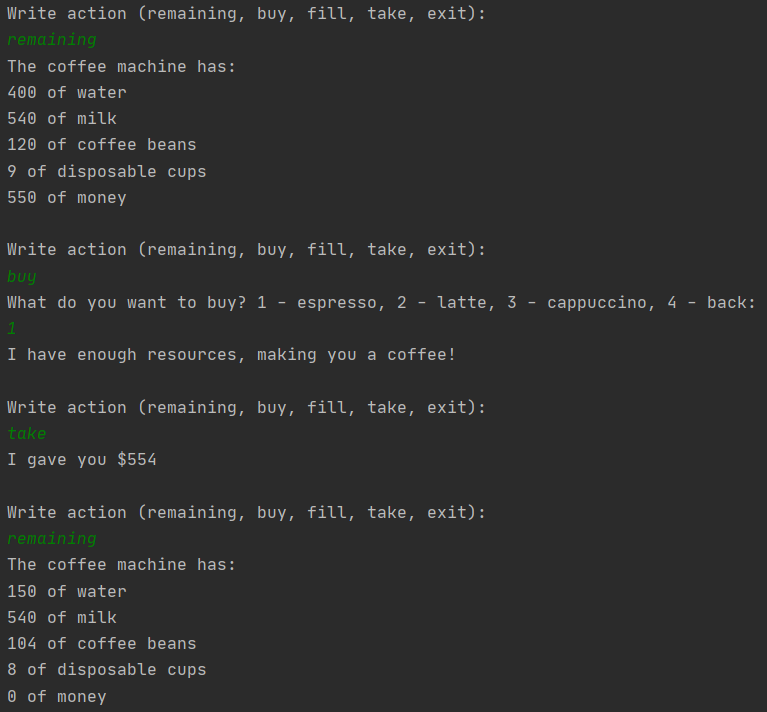 Write action (remaining, buy, fill, take, exit):
remaining
The coffee machine has:
400 of water
540 of milk
120 of coffee beans
9 of disposable cups
550 of money
Write action (remaining, buy, fill, take, exit):
buy
What do you want to buy? 1 - espresso, 2 - latte, 3 - cappuccino, 4 - back:
1
I have enough resources, making you a coffee!
Write action (remaining, buy, fill, take, exit):
take
I gave you $554
Write action (remaining, buy, fill, take, exit):
remaining
The coffee machine has:
150 of water
540 of milk
104 of coffee beans
8 of disposable cups
0 of money